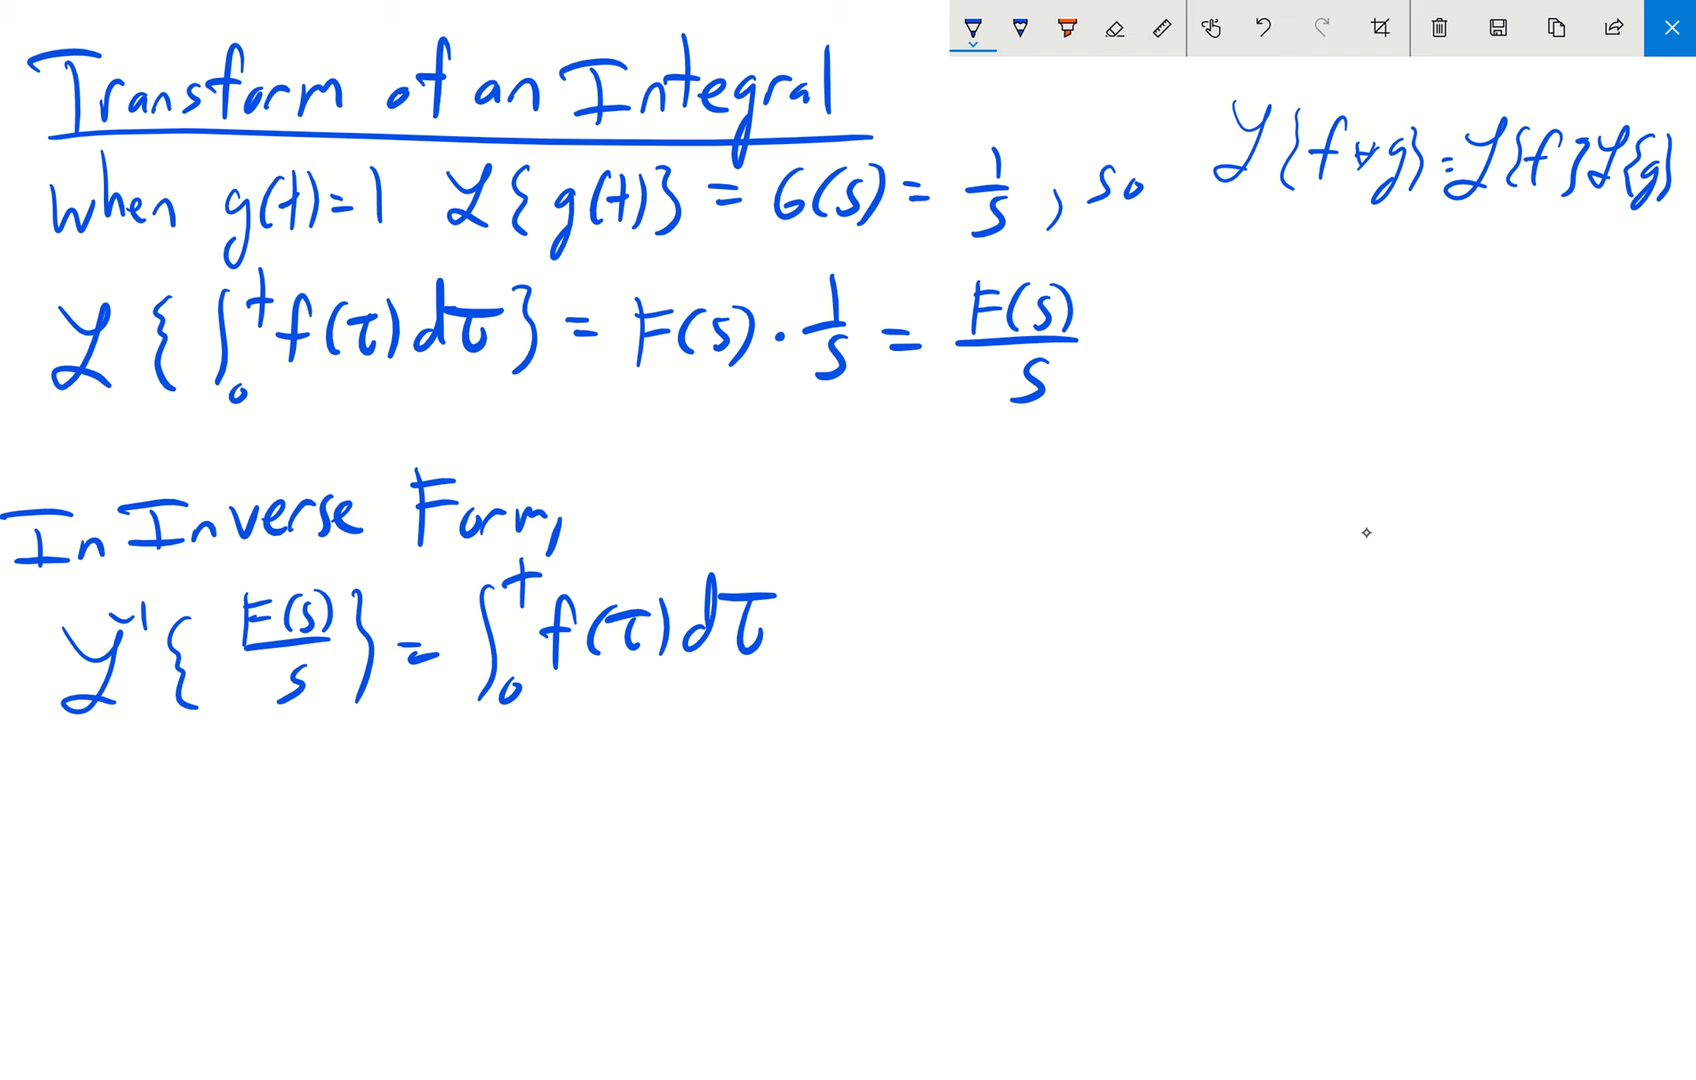 Transform of an Integral
When g(t)=1 ℒ{g(t)} = G(s) = 1/s, so
ℒ{f*g} = ℒ{f}ℒ{g}
ℒ{∫₀ᵗ f(τ)dτ} = F(s)·1/s = F(s)/s
In Inverse Form,
ℒ⁻¹{F(s)/s} = ∫₀ᵗ f(τ)dτ